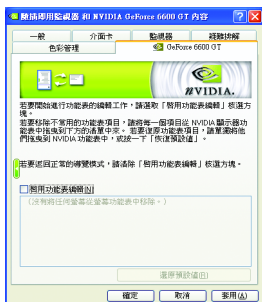 隨插即用監視器 和 NVIDIA GeForce 6600 GT 內容
一般 介面卡 監視器 疑難排解
色彩管理 GeForce 6600 GT
NVIDIA.
若要開始進行功能表的編輯工作，請選取「啟用功能表編輯」核選方
塊。
若要移除不常用的功能表項目，請將每一個項目從 NVIDIA 顯示器功
能表中拖曳到下方的清單中來。 若要復原功能表項目，請單獨將他
們拖曳到 NVIDIA 功能表中，或按一下「恢復預設值」。
若要返回正常的導覽模式，請清除「啟用功能表編輯」核選方塊。
啟用功能表編輯(N)
(沒有將任何螢幕從螢幕功能表中移除。)
還原預設值(R)
確定 取消 套用(A)